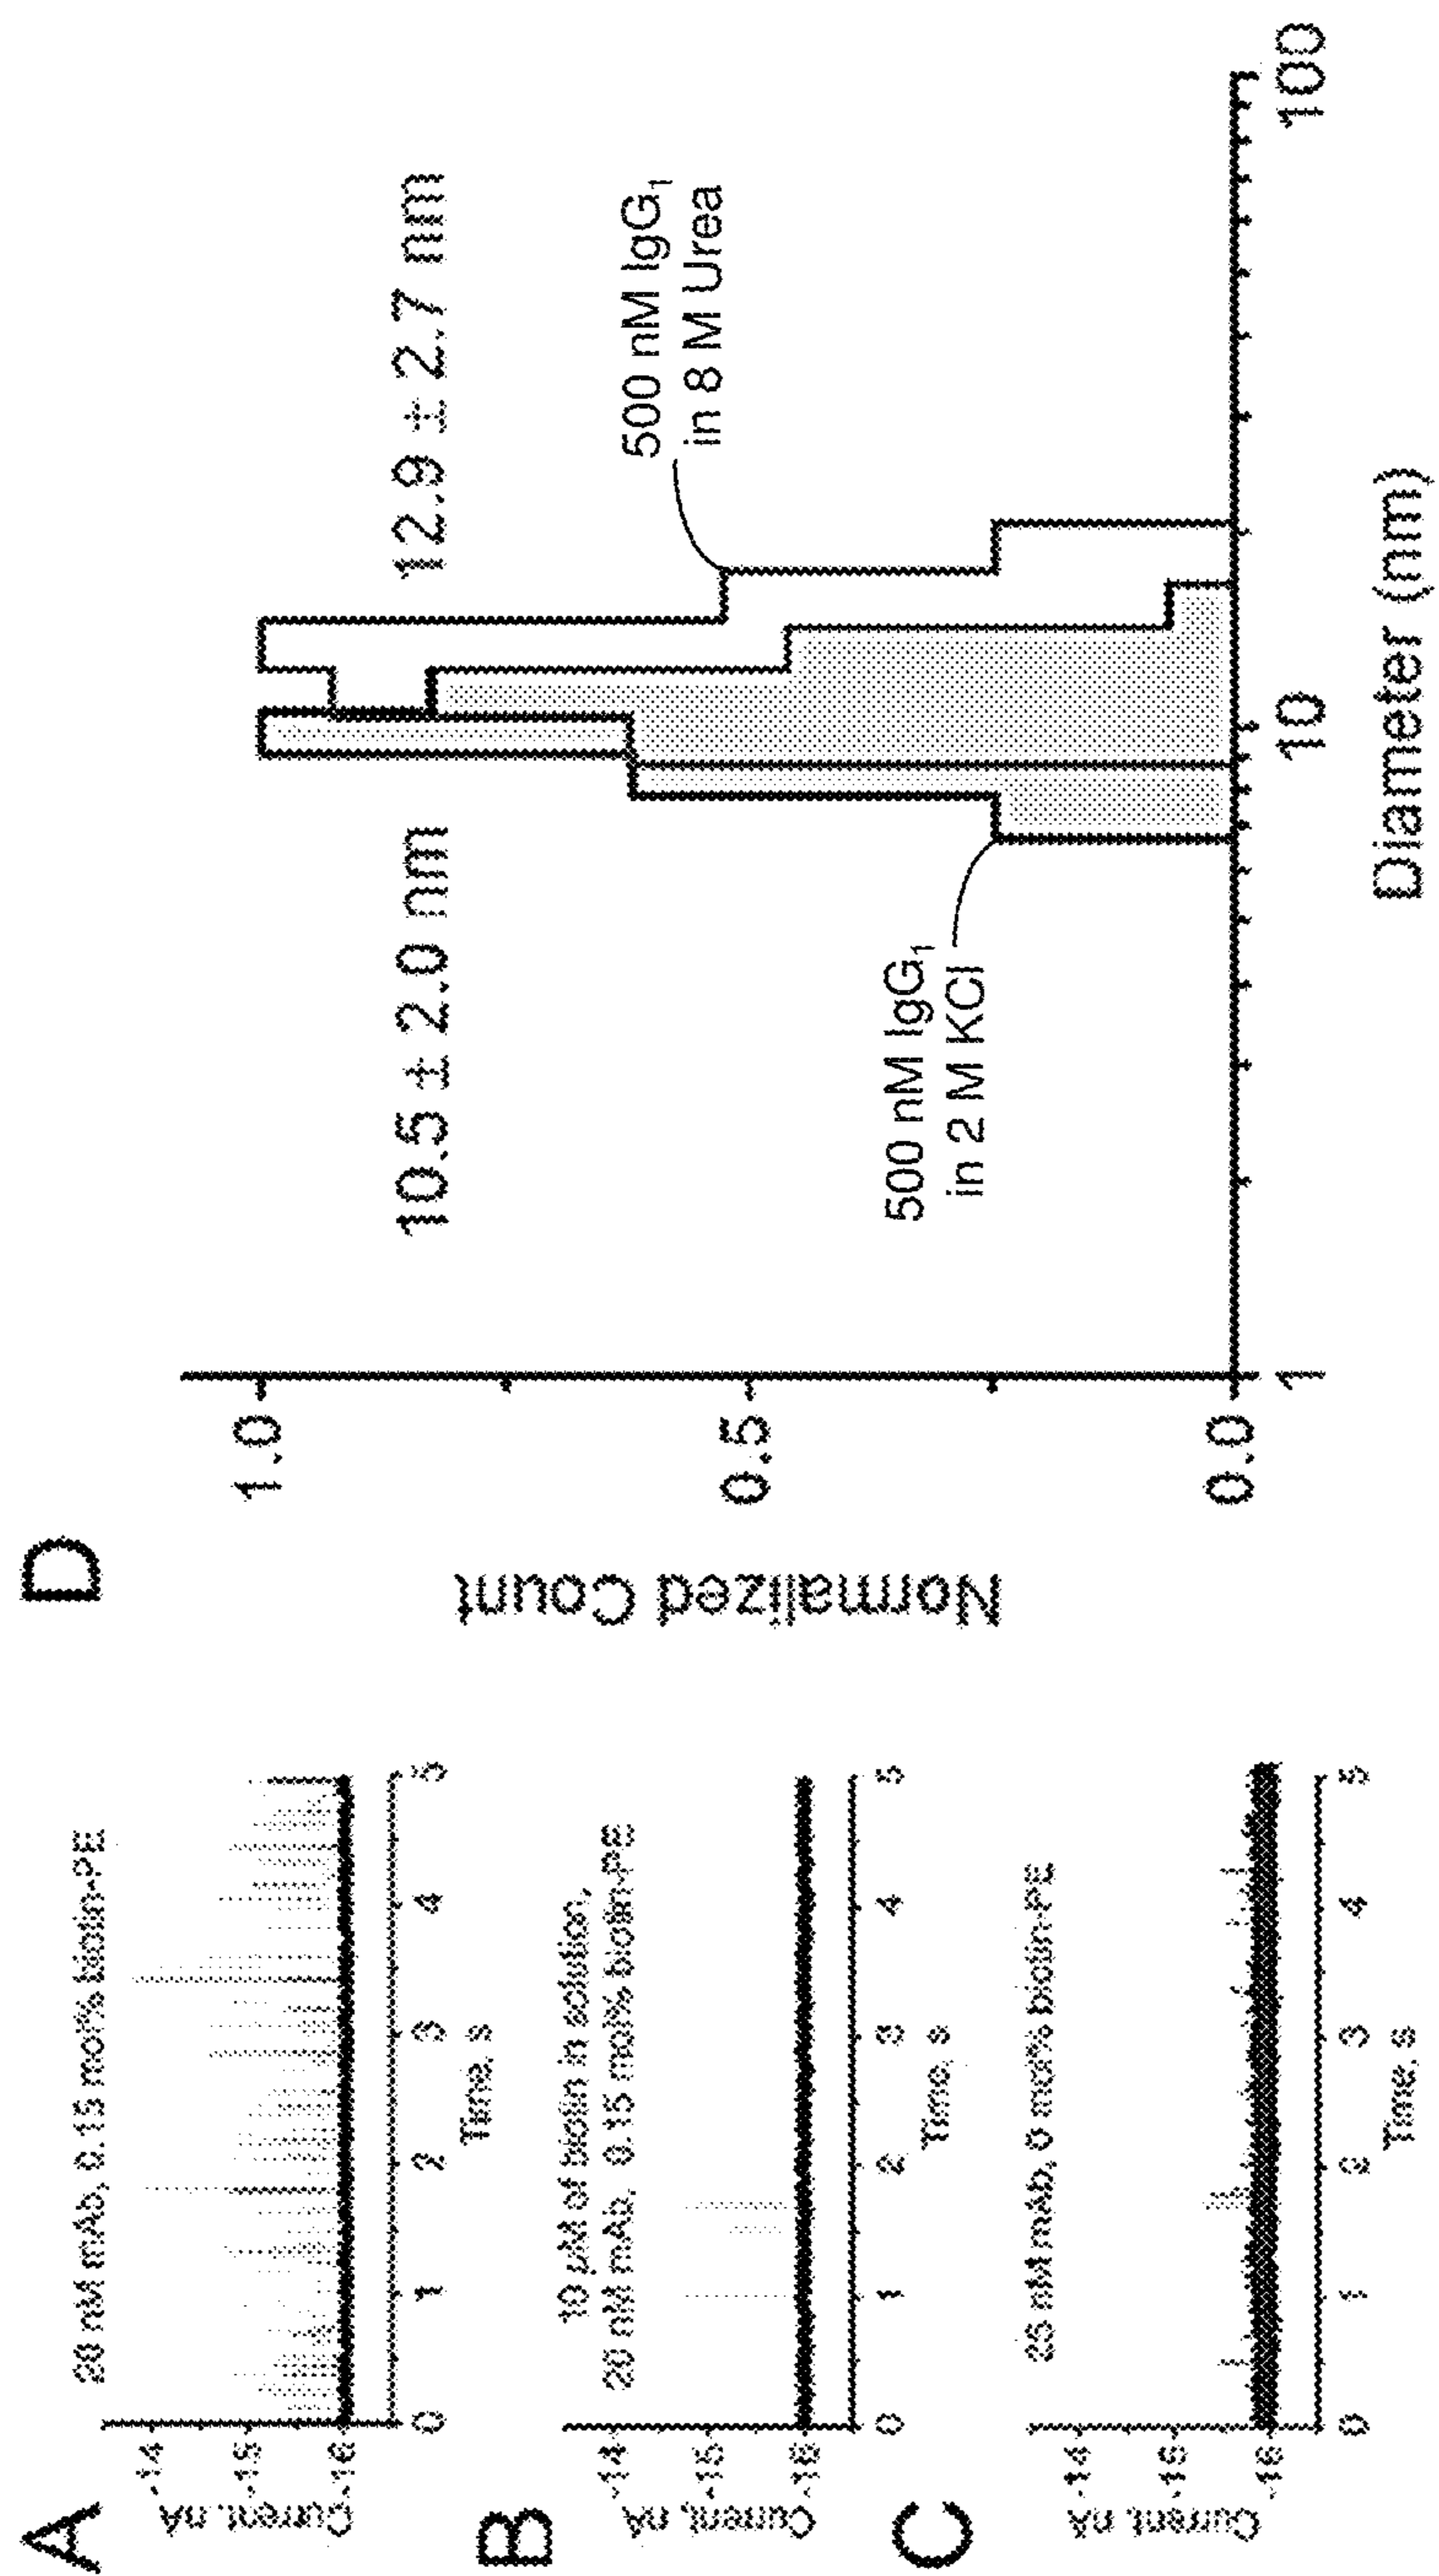 A
20 nM mAb, 0.15 mol% biotin-PE
Current, nA
-14
-15
-16
0 1 2 3 4 5
Time, s
B
10 µM of biotin in solution,
20 nM mAb, 0.15 mol% biotin-PE
Current, nA
-14
-15
-16
0 1 2 3 4 5
Time, s
C
25 nM mAb, 0 mol% biotin-PE
Current, nA
-14
-15
-16
0 1 2 3 4 5
Time, s
D
Normalized Count
1.0
0.5
0.0
10.5 ± 2.0 nm
12.9 ± 2.7 nm
500 nM IgG₁
in 8 M Urea
500 nM IgG₁
in 2 M KCl
1 10 100
Diameter (nm)